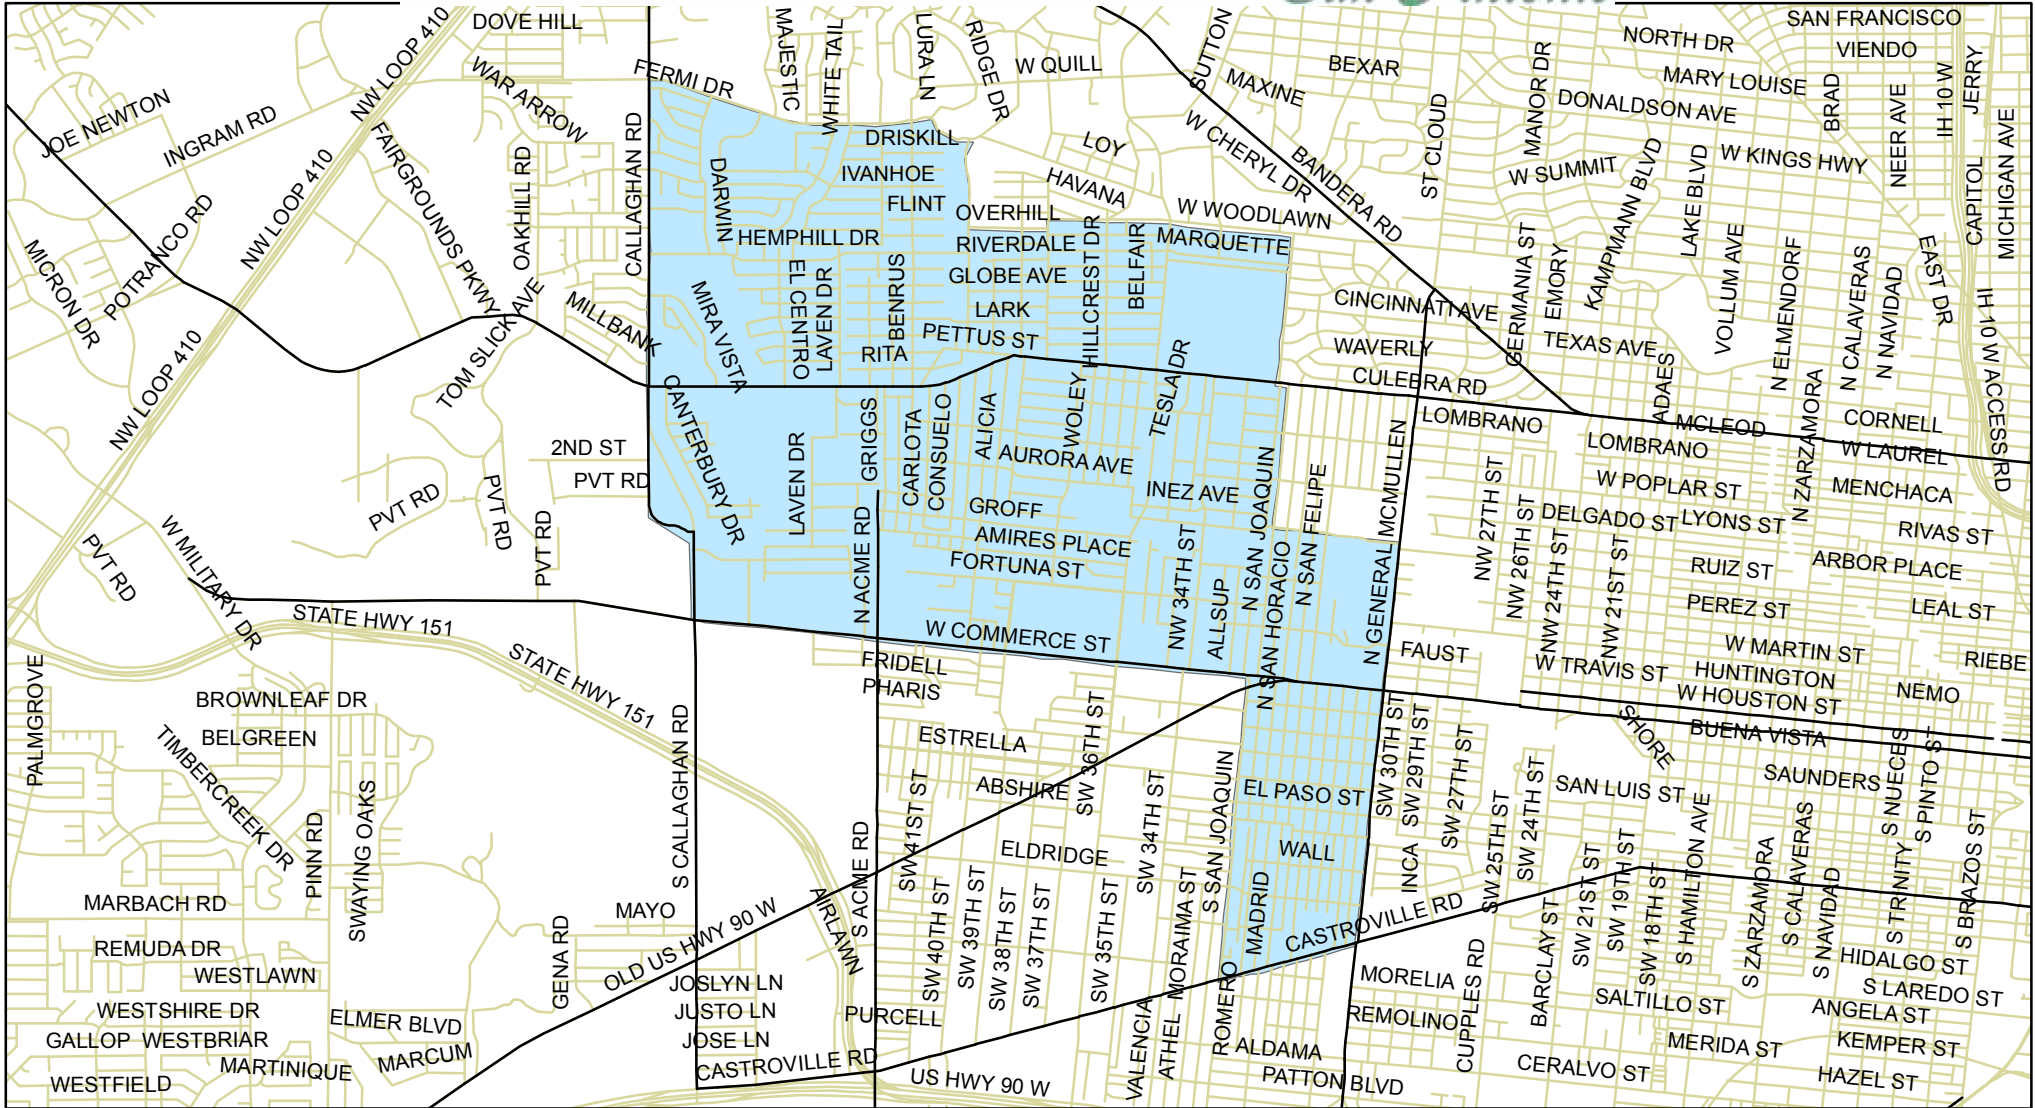 DOVE HILL
MAJESTIC
WHITE TAIL
LURA LN
RIDGE DR
W QUILL
SUTTON
BEXAR
NORTH DR
SAN FRANCISCO
VIENDO
NW LOOP 410
WAR ARROW
FERMI DR
MAXINE
MANOR DR
MARY LOUISE
BRAD
IH 10 W
JERRY
JOE NEWTON
INGRAM RD
FAIRGROUNDS PKWY
OAKHILL RD
CALLAGHAN RD
DRISKILL
LOY
W CHERYL DR
BANDERA RD
ST CLOUD
DONALDSON AVE
NEER AVE
MICHIGAN AVE
DARWIN
IVANHOE
FLINT
HAVANA
W SUMMIT
KAMPMANN BLVD
LAKE BLVD
W KINGS HWY
CAPITOL
POTRANCO RD
NW LOOP 410
OVERHILL
W WOODLAWN
HEMPHILL DR
RIVERDALE
HILLCREST DR
BELFAIR
MARQUETTE
GERMANIA ST
EMORY
VOLLUM AVE
N ELMENDORF
N CALAVERAS
N NAVIDAD
EAST DR
MICRON DR
TOM SLICK AVE
MILLBANK
MIRA VISTA
EL CENTRO
LAVEN DR
BENRUS
GLOBE AVE
LARK
PETTUS ST
RITA
CINCINNATI AVE
TEXAS AVE
WAVERLY
CULEBRA RD
TESLA DR
WOLEY
ADAES
N ZARZAMORA
IH 10 W ACCESS RD
NW LOOP 410
CANTERBURY DR
2ND ST
PVT RD
PVT RD
PVT RD
PVT RD
PVT RD
LAVEN DR
GRIGGS
CARLOTA
CONSUELO
ALICIA
AURORA AVE
INEZ AVE
GROFF
AMIRES PLACE
FORTUNA ST
N SAN JOAQUIN
N SAN FELIPE
N GENERAL MCMULLEN
LOMBRANO
MCLEOD
CORNELL
LOMBRANO
W LAUREL
W POPLAR ST
MENCHACA
NW 27TH ST
NW 26TH ST
DELGADO ST
LYONS ST
RIVAS ST
NW 24TH ST
NW 21ST ST
RUIZ ST
ARBOR PLACE
PEREZ ST
LEAL ST
W MILITARY DR
STATE HWY 151
STATE HWY 151
N ACME RD
W COMMERCE ST
NW 34TH ST
ALLSUP
N SAN HORACIO
FAUST
W TRAVIS ST
W MARTIN ST
HUNTINGTON
RIEBE
W HOUSTON ST
NEMO
BUENA VISTA
SHORE
FRIDELL
PHARIS
PALMGROVE
BROWNLEAF DR
BELGREEN
TIMBERCREEK DR
PINN RD
SWAYING OAKS
S CALLAGHAN RD
ESTRELLA
ABSHIRE
SW 36TH ST
SW 41ST ST
ELDRIDGE
SW 34TH ST
S SAN JOAQUIN
EL PASO ST
WALL
MADRID
SW 30TH ST
SW 29TH ST
INCA
SW 27TH ST
SW 25TH ST
SW 24TH ST
SAN LUIS ST
SAUNDERS
S NUECES
S PINTO ST
S HAMILTON AVE
S ZARZAMORA
S CALAVERAS
S NAVIDAD
S TRINITY
S BRAZOS ST
SW 21ST ST
SW 19TH ST
SW 18TH ST
BARCLAY ST
MARBACH RD
REMUDA DR
WESTLAWN
WESTSHIRE DR
GALLOP
WESTBRIAR
MARTINIQUE
WESTFIELD
ELMER BLVD
MARCUM
GENA RD
MAYO
OLD US HWY 90 W
AIRLAWN
S ACME RD
JOSLYN LN
JUSTO LN
JOSE LN
CASTROVILLE RD
PURCELL
US HWY 90 W
SW 40TH ST
SW 39TH ST
SW 38TH ST
SW 37TH ST
SW 35TH ST
VALENCIA
ATHEL
MORAIMA ST
ROMERO
CASTROVILLE RD
MORELIA
REMOLINO
CUPPLES RD
ALDAMA
PATTON BLVD
HIDALGO ST
S LAREDO ST
SALTILLO ST
ANGELA ST
MERIDA ST
KEMPER ST
CERALVO ST
HAZEL ST